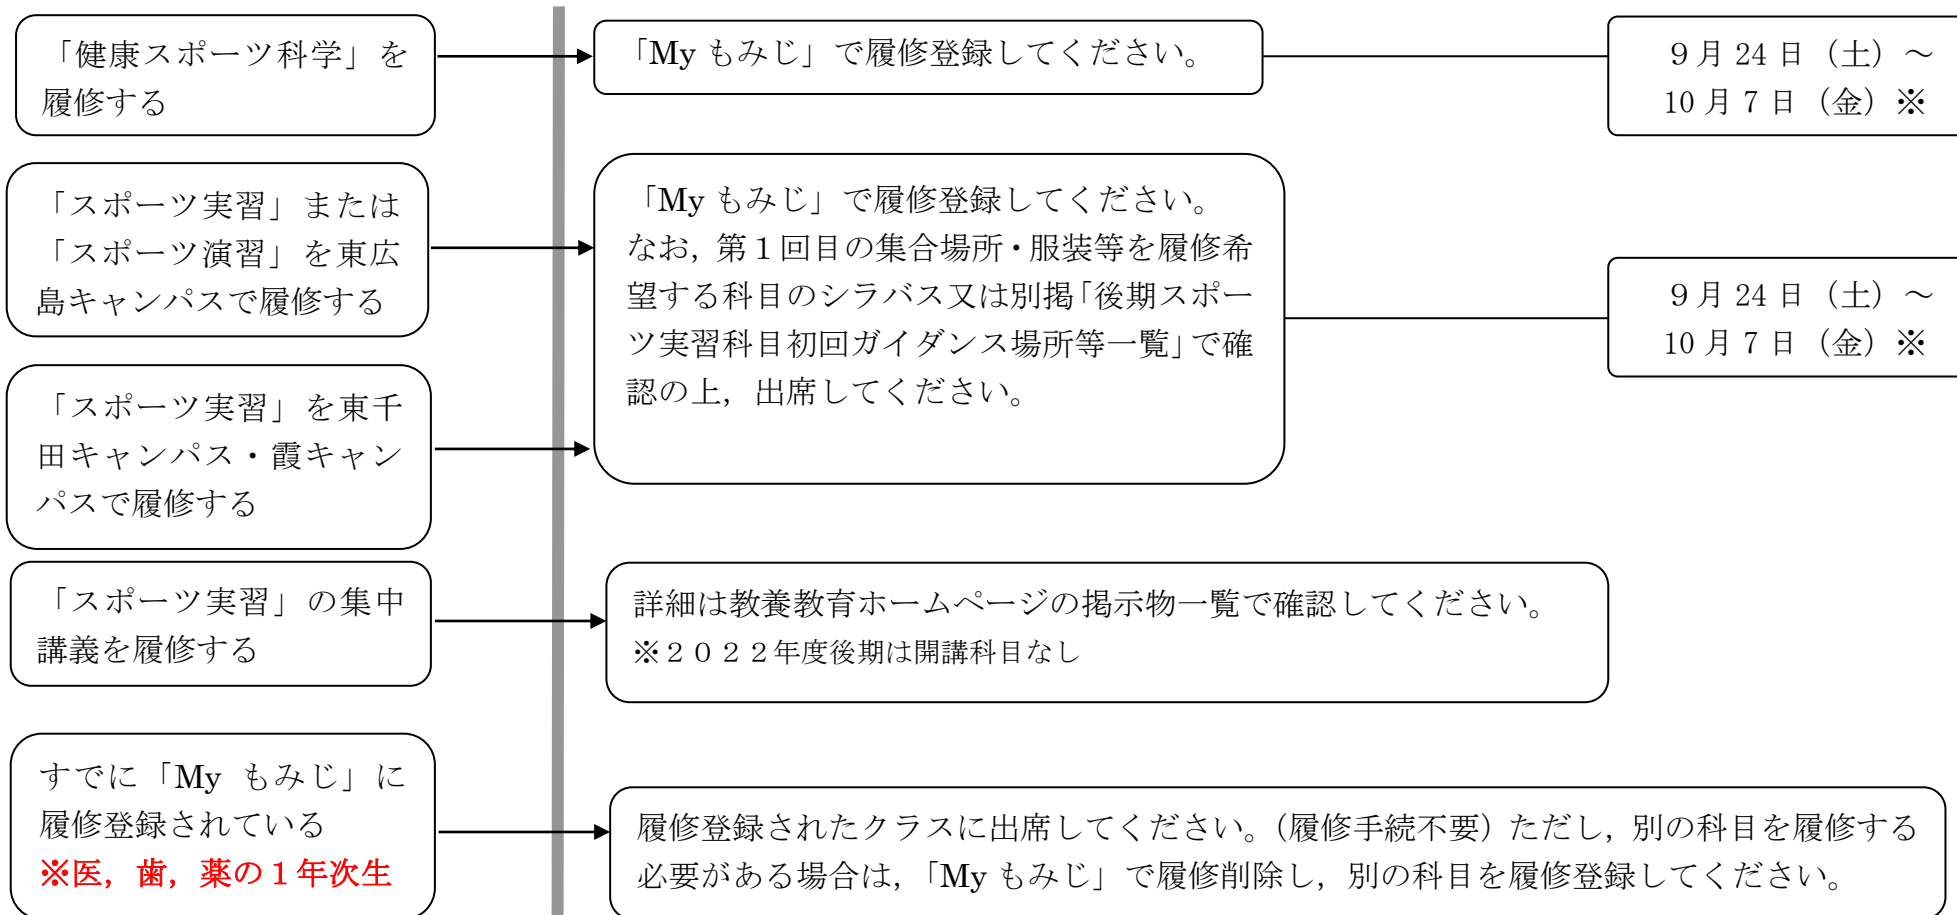 「健康スポーツ科学」を
履修する
「My もみじ」で履修登録してください。
9月 24 日（土）～
10 月 7 日（金）※
「スポーツ実習」または
「スポーツ演習」を東広
島キャンパスで履修する
「My もみじ」で履修登録してください。
なお，第１回目の集合場所・服装等を履修希
望する科目のシラバス又は別掲「後期スポー
ツ実習科目初回ガイダンス場所等一覧」で確
認の上，出席してください。
9月 24 日（土）～
10 月 7 日（金）※
「スポーツ実習」を東千
田キャンパス・霞キャン
パスで履修する
「スポーツ実習」の集中
講義を履修する
詳細は教養教育ホームページの掲示物一覧で確認してください。
※２０２２年度後期は開講科目なし
すでに「My もみじ」に
履修登録されている
※医，歯，薬の１年次生
履修登録されたクラスに出席してください。（履修手続不要）ただし，別の科目を履修する
必要がある場合は，「My もみじ」で履修削除し，別の科目を履修登録してください。